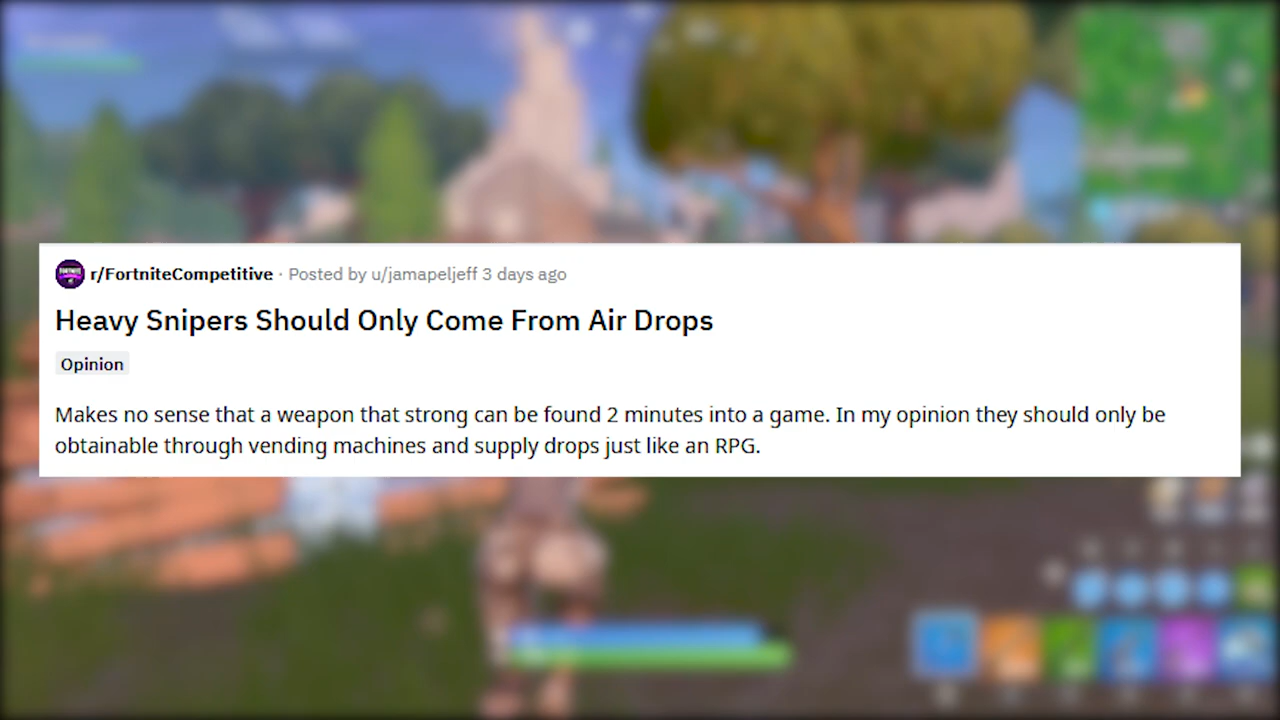 r/FortniteCompetitive · Posted by u/jamapeljeff 3 days ago
Heavy Snipers Should Only Come From Air Drops
Opinion
Makes no sense that a weapon that strong can be found 2 minutes into a game. In my opinion they should only be
obtainable through vending machines and supply drops just like an RPG.